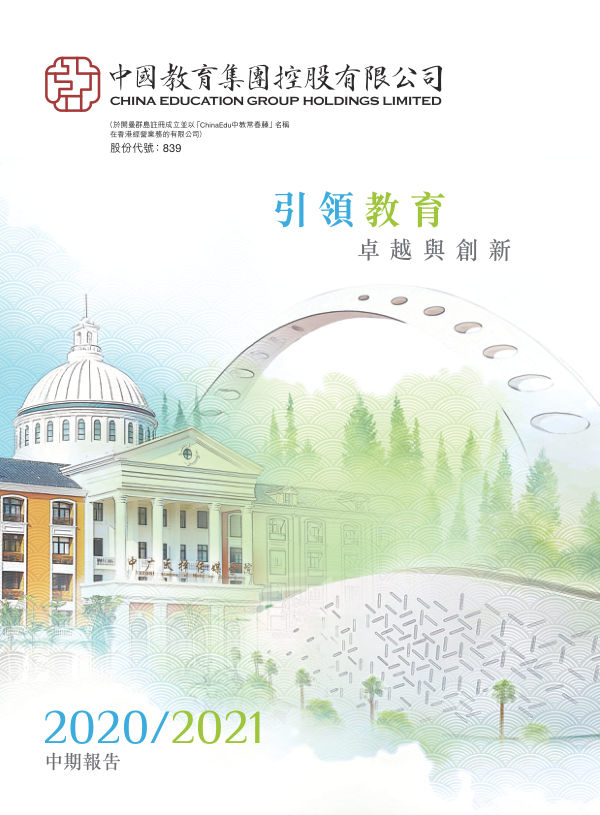 中國教育集團控股有限公司
CHINA EDUCATION GROUP HOLDINGS LIMITED
(於開曼群島註冊成立並以「ChinaEdu中教常春藤」名稱
在香港經營業務的有限公司)
股份代號：839
引領教育
卓越與創新
2020/2021
中期報告